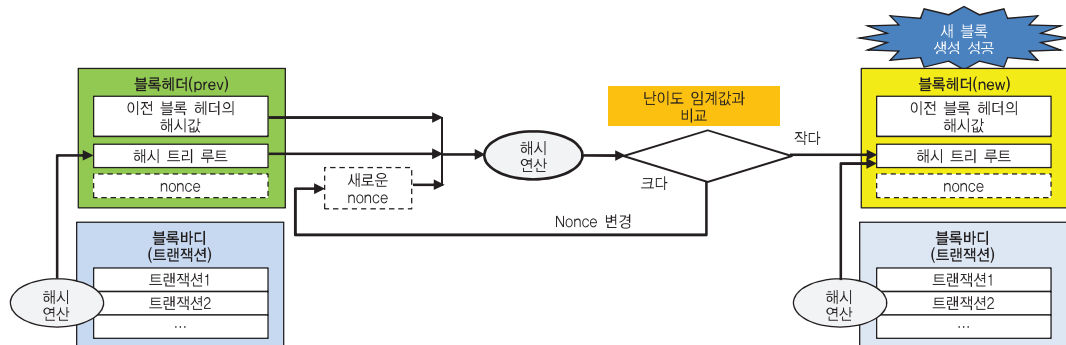 새 블록
생성 성공
블록헤더(prev)
이전 블록 헤더의
해시값
해시 트리 루트
nonce
새로운
nonce
해시
연산
난이도 임계값과
비교
작다
크다
Nonce 변경
블록헤더(new)
이전 블록 헤더의
해시값
해시 트리 루트
nonce
블록바디
(트랜잭션)
트랜잭션1
트랜잭션2
...
해시
연산
블록바디
(트랜잭션)
트랜잭션1
트랜잭션2
...
해시
연산